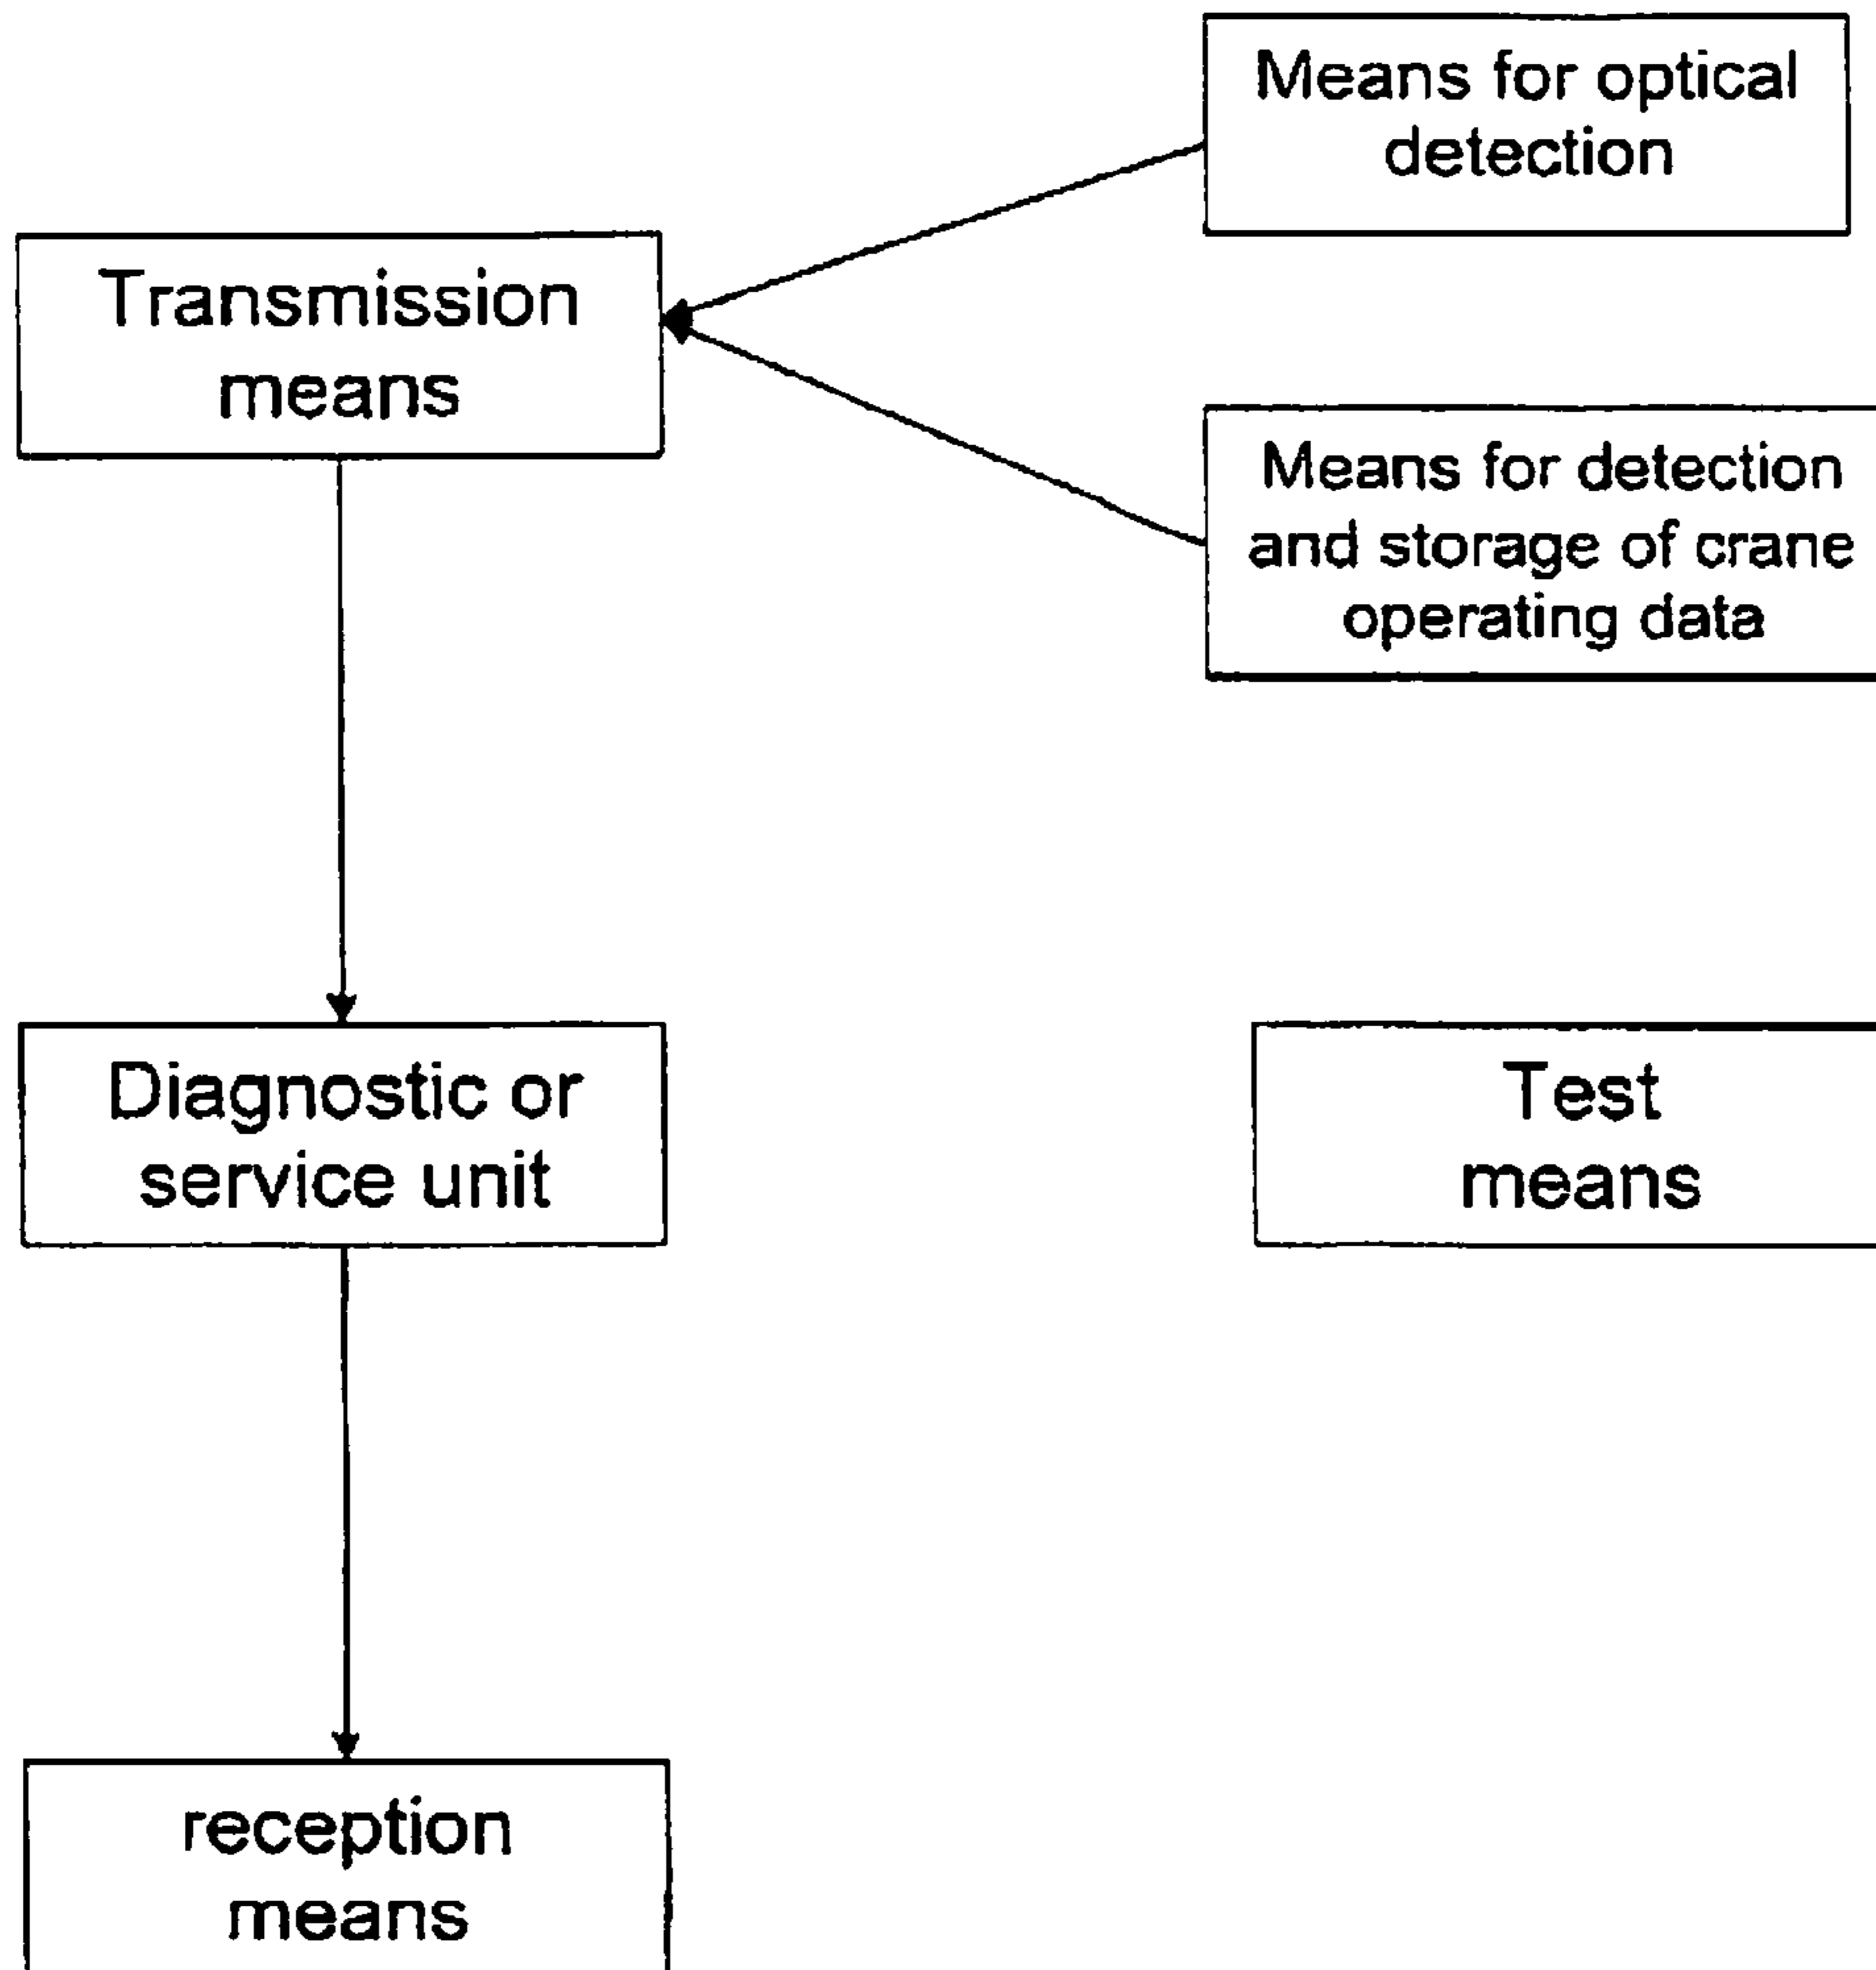 Means for optical
detection
Transmission
means
Means for detection
and storage of crane
operating data
Diagnostic or
service unit
Test
means
reception
means